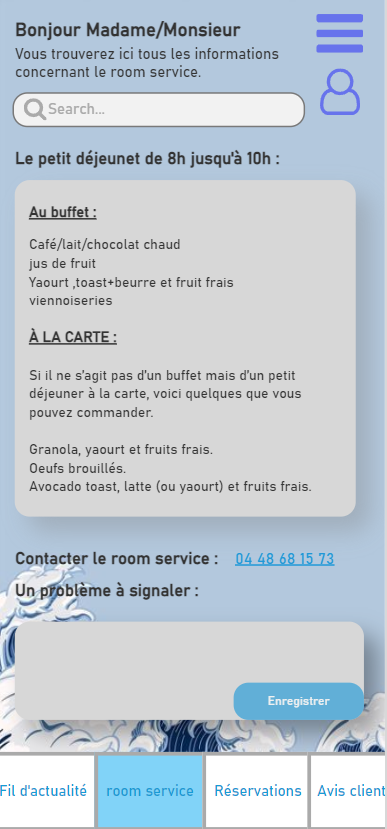 Bonjour Madame/Monsieur
Vous trouverez ici tous les informations
concernant le room service.
Search...
Le petit déjeunet de 8h jusqu'à 10h :
Au buffet :
Café/lait/chocolat chaud
jus de fruit
Yaourt ,toast+beurre et fruit frais
viennoiseries
À LA CARTE :
Si il ne s'agit pas d'un buffet mais d'un petit
déjeuner à la carte, voici quelques que vous
pouvez commander.
Granola, yaourt et fruits frais.
Oeufs brouillés.
Avocado toast, latte (ou yaourt) et fruits frais.
Contacter le room service : 04 48 68 15 73
Un problème à signaler :
Enregistrer
Fil d'actualité room service Réservations Avis client